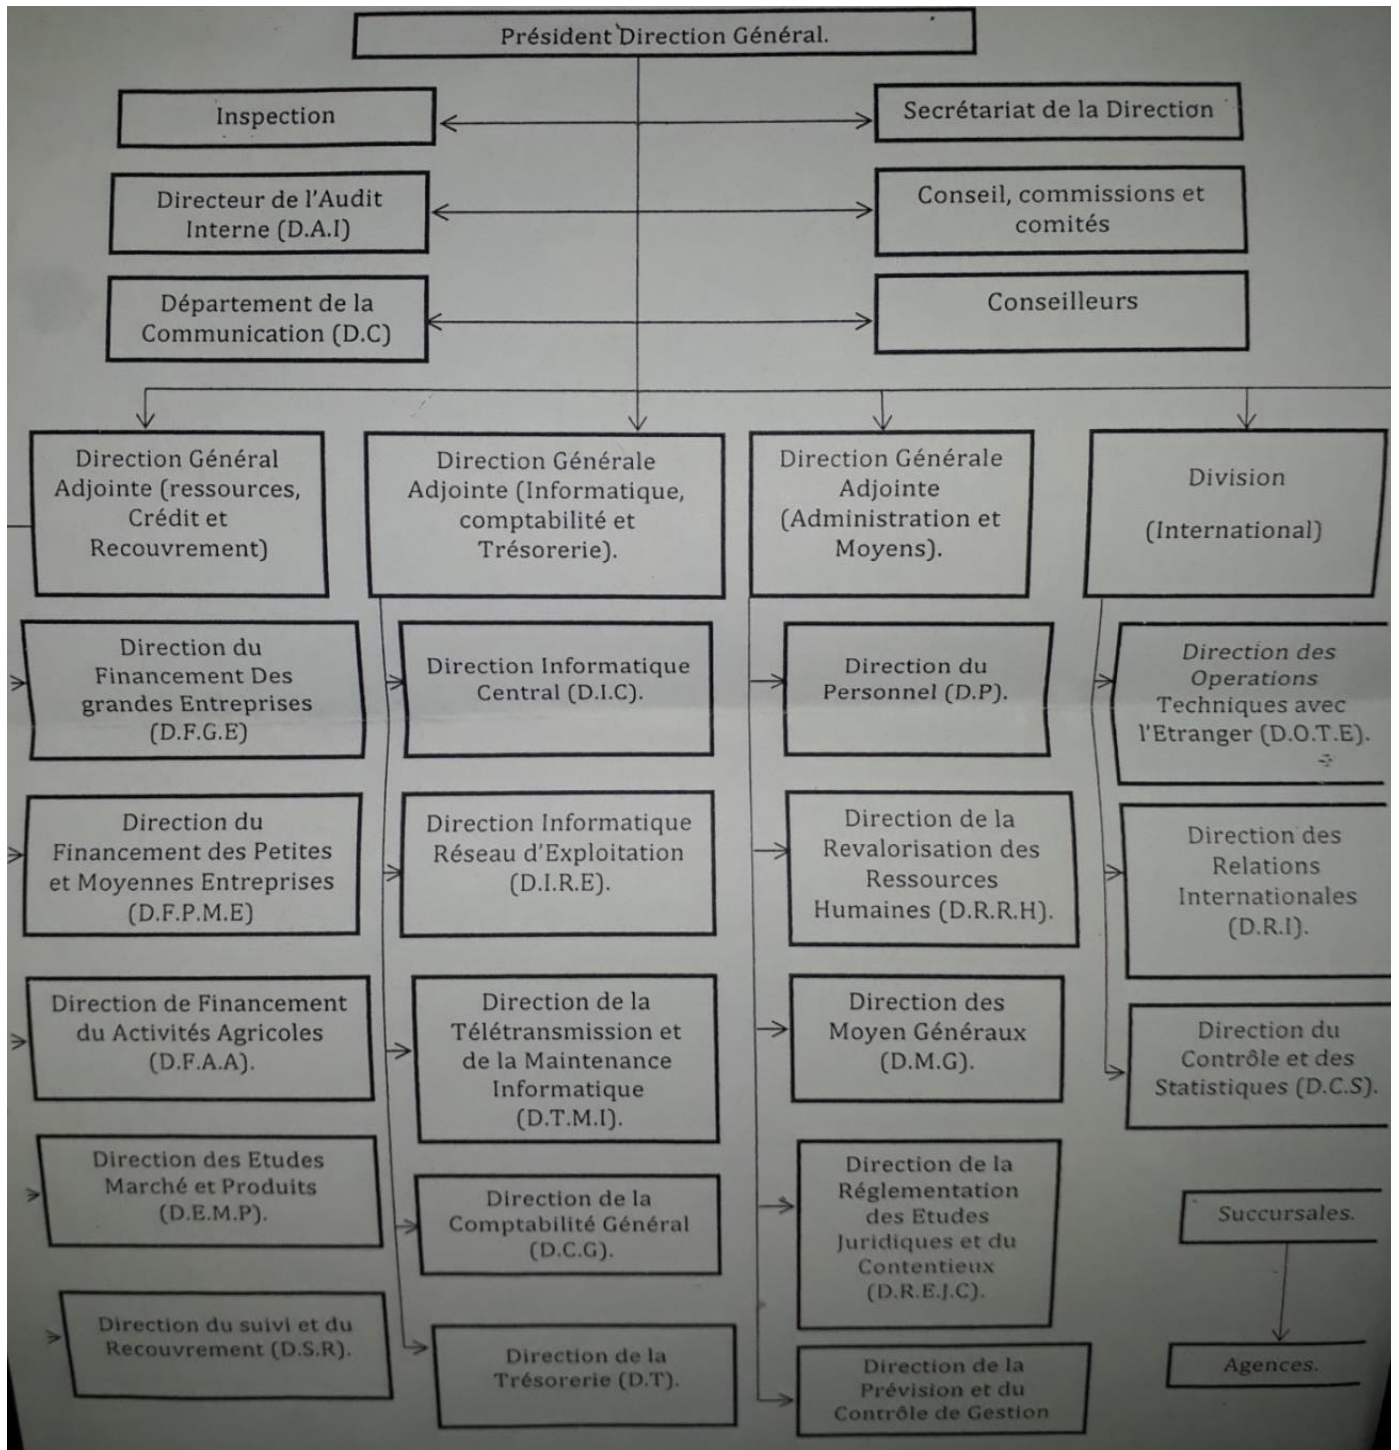 Président Direction Général.
Inspection
Secrétariat de la Direction
Directeur de l'Audit
Interne (D.A.I)
Conseil, commissions et
comités
Département de la
Communication (D.C)
Conseilleurs
Direction Général
Adjointe (ressources,
Crédit et
Recouvrement)
Direction Générale
Adjointe (Informatique,
comptabilité et
Trésorerie).
Direction Générale
Adjointe
(Administration et
Moyens).
Division
(International)
Direction du
Financement Des
grandes Entreprises
(D.F.G.E)
Direction du
Financement des Petites
et Moyennes Entreprises
(D.F.P.M.E)
Direction de Financement
du Activités Agricoles
(D.F.A.A).
Direction des Etudes
Marché et Produits
(D.E.M.P).
Direction du suivi et du
Recouvrement (D.S.R).
Direction Informatique
Central (D.I.C).
Direction Informatique
Réseau d'Exploitation
(D.I.R.E).
Direction de la
Télétransmission et
de la Maintenance
Informatique
(D.T.M.I).
Direction de la
Comptabilité Général
(D.C.G).
Direction de la
Trésorerie (D.T).
Direction du
Personnel (D.P).
Direction de la
Revalorisation des
Ressources
Humaines (D.R.R.H).
Direction des
Moyen Généraux
(D.M.G).
Direction de la
Réglementation
des Etudes
Juridiques et du
Contentieux
(D.R.E.J.C).
Direction de la
Prévision et du
Contrôle de Gestion
Direction des
Operations
Techniques avec
l'Etranger (D.O.T.E).
Direction des
Relations
Internationales
(D.R.I).
Direction du
Contrôle et des
Statistiques (D.C.S).
Succursales.
Agences.